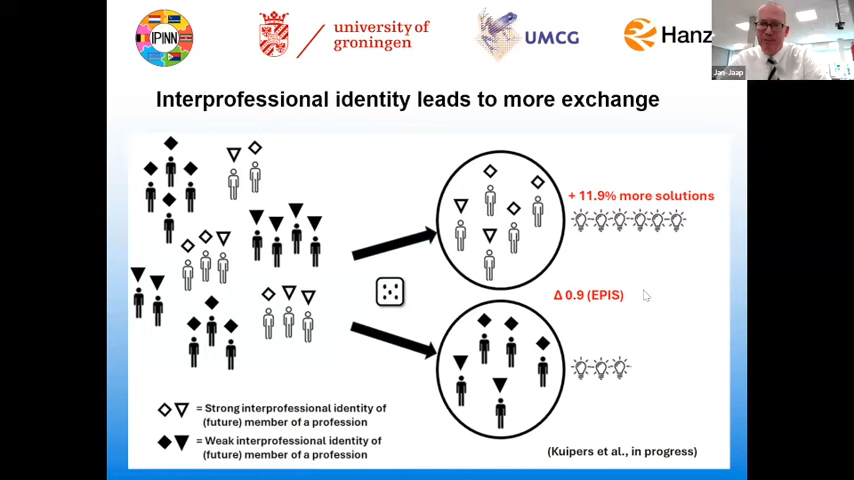 IPINN
university of
groningen
UMCG
Hanz
Jan-Jaap
Interprofessional identity leads to more exchange
+ 11.9% more solutions
Δ 0.9 (EPIS)
= Strong interprofessional identity of
(future) member of a profession
= Weak interprofessional identity of
(future) member of a profession
(Kuipers et al., in progress)